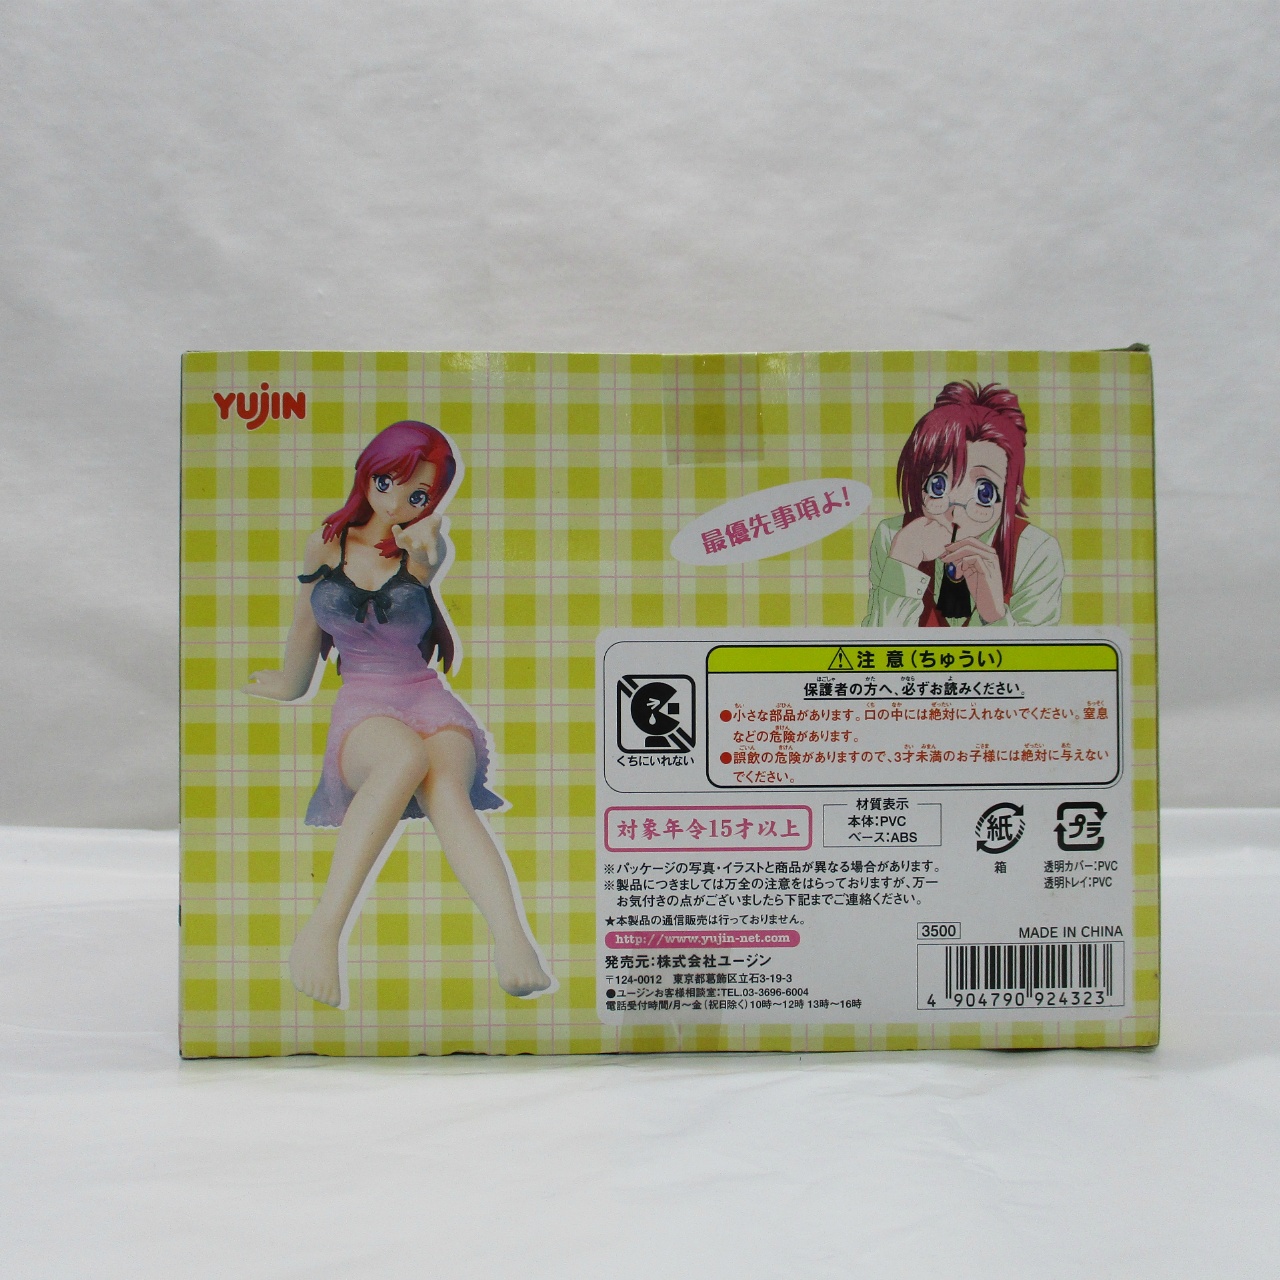 YUJIN
最優先事項よ!
⚠注意(ちゅうい)
保護者の方へ、必ずお読みください。
●小さな部品があります。口の中には絶対に入れないでください。窒息
などの危険があります。
●誤飲の危険がありますので、3才未満のお子様には絶対に与えない
でください。
くちにいれない
対象年令15才以上
材質表示
本体:PVC
ベース:ABS
紙
箱
プラ
透明カバー:PVC
透明トレイ:PVC
※パッケージの写真・イラストと商品が異なる場合があります。
※製品につきましては万全の注意をはらっておりますが、万一
お気付きの点がございましたら下記までご連絡ください。
★本製品の通信販売は行っておりません。
http://www.yujin-net.com
発売元:株式会社ユージン
〒124-0012 東京都葛飾区立石3-19-3
●ユージンお客様相談室:TEL.03-3696-6004
電話受付時間/月〜金(祝日除く)10時〜12時 13時〜16時
3500
MADE IN CHINA
4 904790 924323